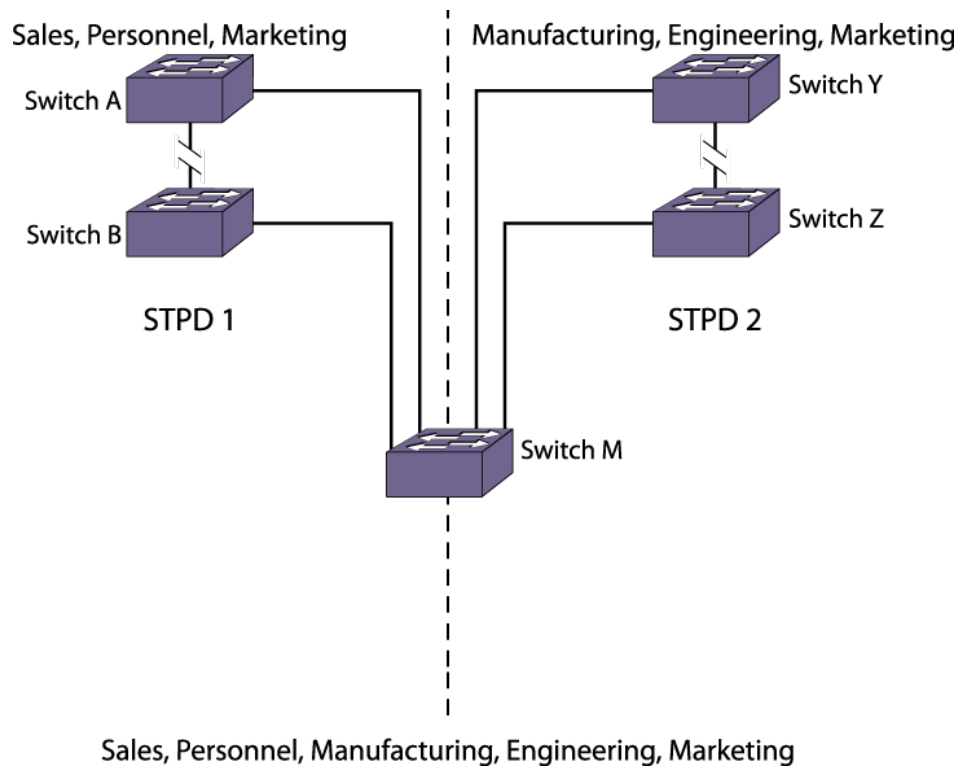 Sales, Personnel, Marketing
Manufacturing, Engineering, Marketing
Switch A
Switch Y
Switch B
Switch Z
STPD 1
STPD 2
Switch M
Sales, Personnel, Manufacturing, Engineering, Marketing